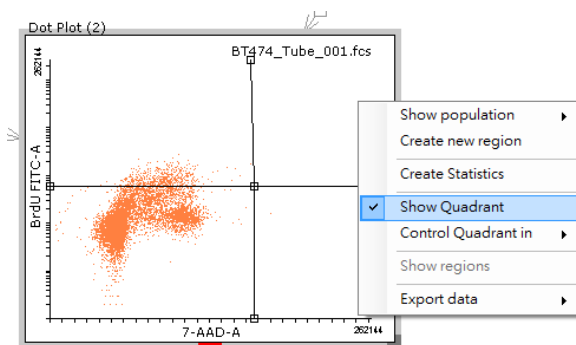 Dot Plot (2)
BT474_Tube_001.fcs
262144
BrdU FITC-A
7-AAD-A
262144
Show population
Create new region
Create Statistics
Show Quadrant
Control Quadrant in
Show regions
Export data